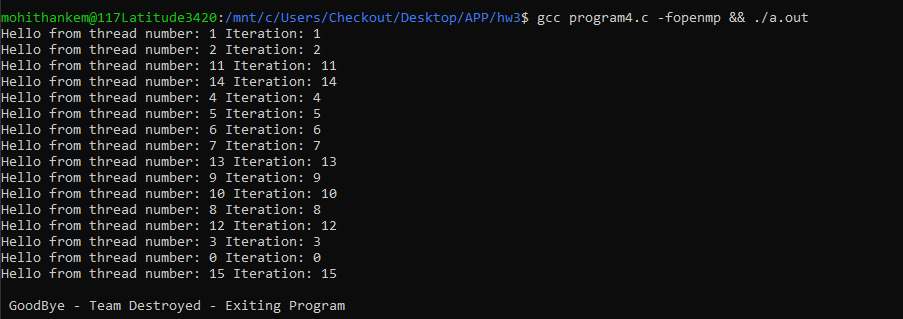 mohithankem@117Latitude3420:/mnt/c/Users/Checkout/Desktop/APP/hw3$ gcc program4.c -fopenmp && ./a.out
Hello from thread number: 1 Iteration: 1
Hello from thread number: 2 Iteration: 2
Hello from thread number: 11 Iteration: 11
Hello from thread number: 14 Iteration: 14
Hello from thread number: 4 Iteration: 4
Hello from thread number: 5 Iteration: 5
Hello from thread number: 6 Iteration: 6
Hello from thread number: 7 Iteration: 7
Hello from thread number: 13 Iteration: 13
Hello from thread number: 9 Iteration: 9
Hello from thread number: 10 Iteration: 10
Hello from thread number: 8 Iteration: 8
Hello from thread number: 12 Iteration: 12
Hello from thread number: 3 Iteration: 3
Hello from thread number: 0 Iteration: 0
Hello from thread number: 15 Iteration: 15
GoodBye - Team Destroyed - Exiting Program